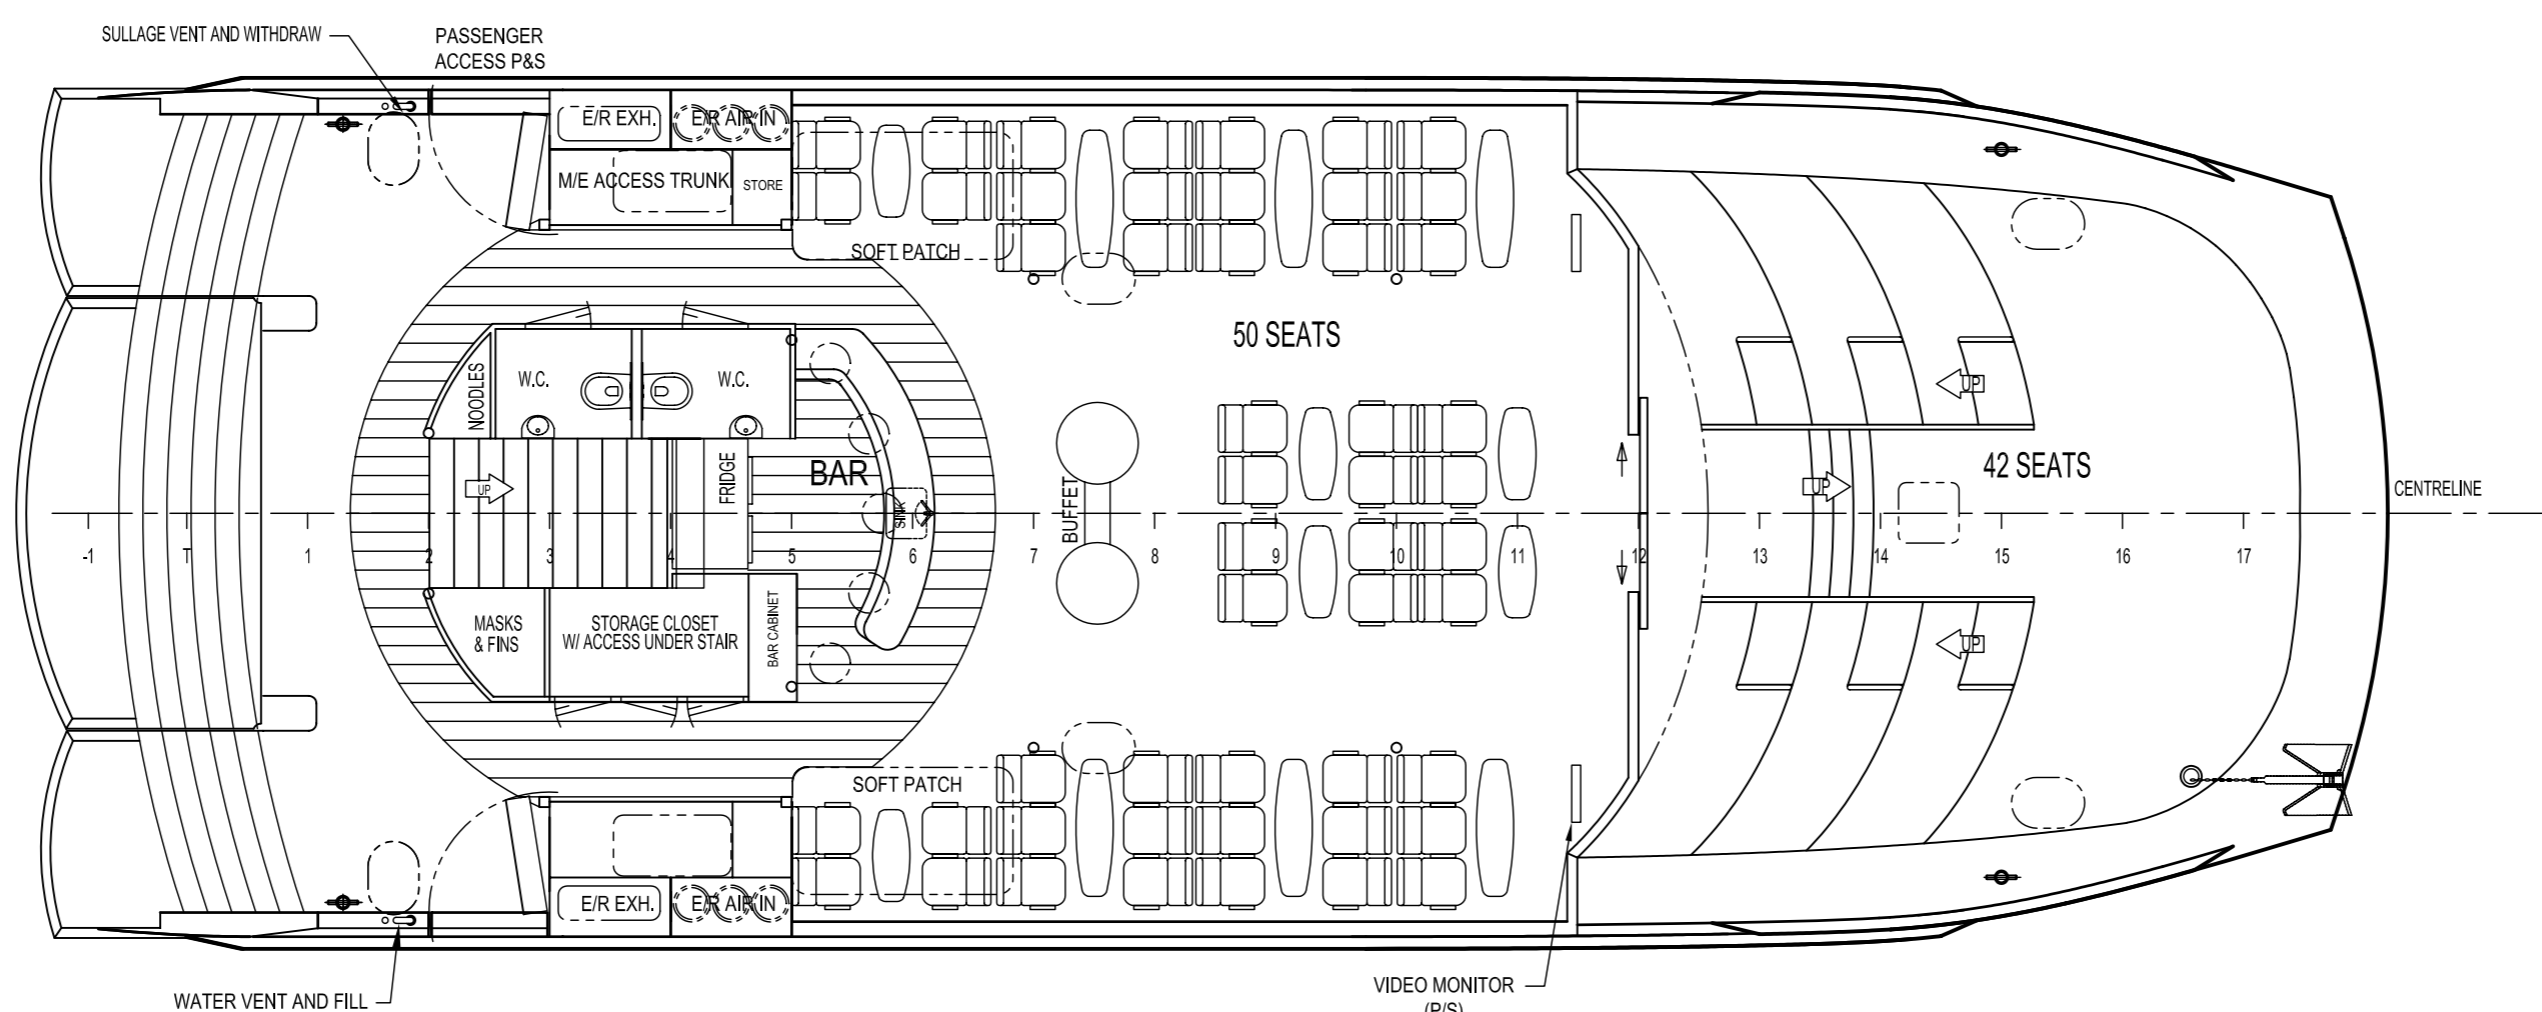 SULLAGE VENT AND WITHDRAW
PASSENGER
ACCESS P&S
E/R EXH.
E/R AIR IN
M/E ACCESS TRUNK
STORE
SOFT PATCH
50 SEATS
NOODLES
W.C.
W.C.
UP
FRIDGE
BAR
SINK
BUFFET
UP
UP
42 SEATS
CENTRELINE
-1
T
1
2
3
4
5
6
7
8
9
10
11
12
13
14
15
16
17
MASKS
& FINS
STORAGE CLOSET
W/ ACCESS UNDER STAIR
BAR CABINET
UP
SOFT PATCH
E/R EXH.
E/R AIR IN
WATER VENT AND FILL
VIDEO MONITOR
(P/S)